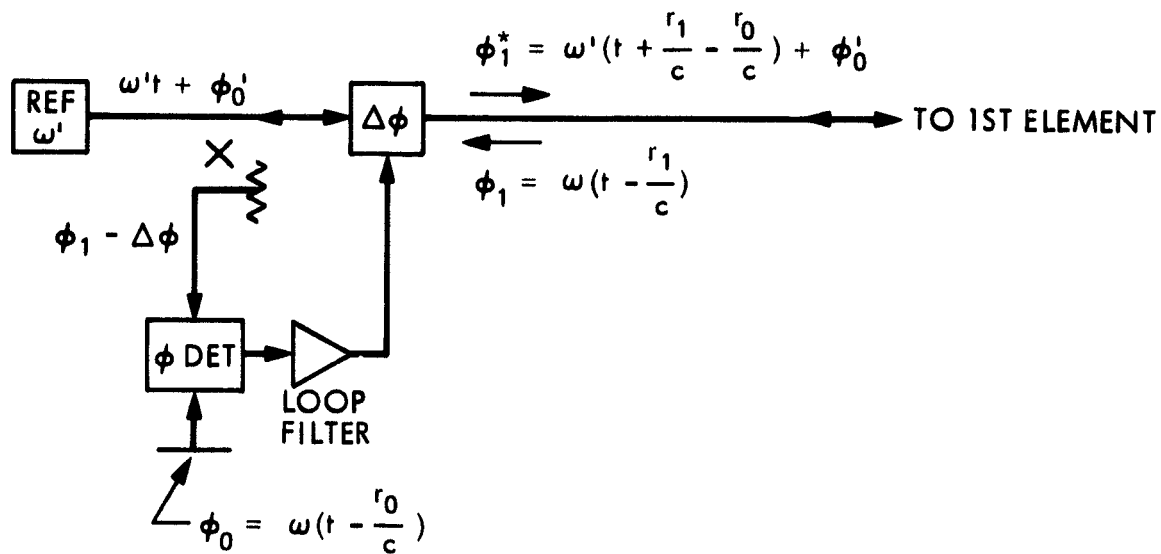 φ₁* = ω'(t + r₁/c - r₀/c) + φ₀'
REF ω'
ω't + φ₀'
Δφ
TO 1ST ELEMENT
φ₁ = ω(t - r₁/c)
φ₁ - Δφ
φ DET
LOOP
FILTER
φ₀ = ω(t - r₀/c)